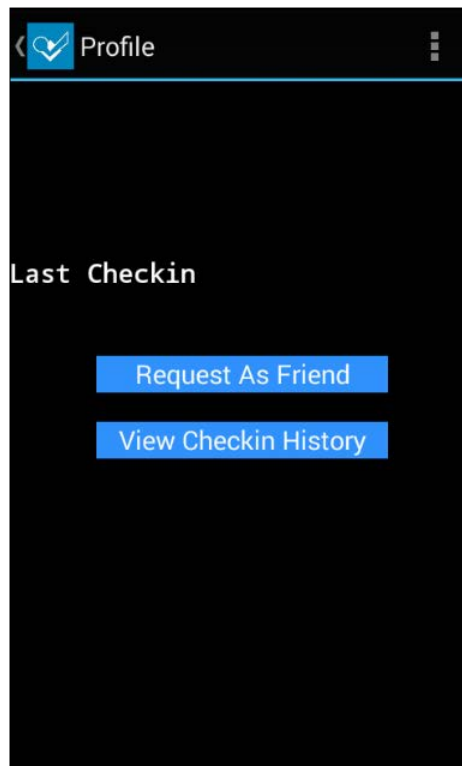 Profile
Last Checkin
Request As Friend
View Checkin History